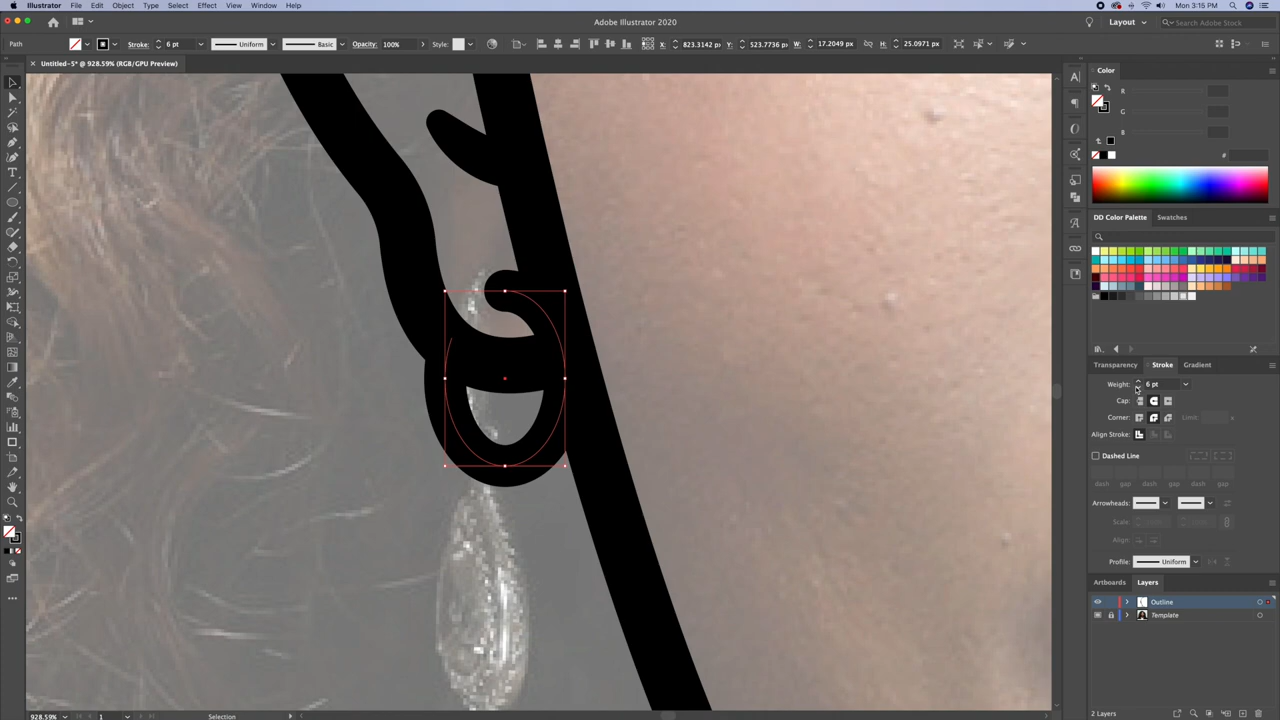 Illustrator File Edit Object Type Select Effect View Window Help
Mon 3:15 PM
Adobe Illustrator 2020
Layout
Search Adobe Stock
Path
Stroke: 6 pt Uniform Basic Opacity: 100% Style: X: 823.3142 p Y: 523.7736 p W: 17.2049 px H: 25.0971 px
× Untitled-5* @ 928.59% (RGB/GPU Preview)
Color
R
G
B
#
DD Color Palette Swatches
Transparency Stroke Gradient
Weight: 6 pt
Cap:
Corner: Limit: x
Align Stroke:
Dashed Line
dash gap dash gap dash gap
Arrowheads:
Scale:
Align:
Profile: Uniform
Artboards Layers
Outline
Template
2 Layers
928.59% 1 Selection